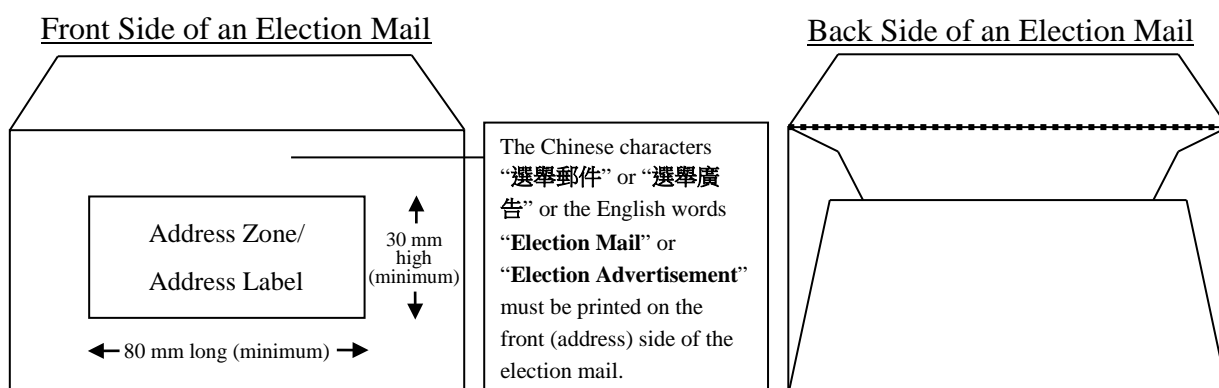 Front Side of an Election Mail
Back Side of an Election Mail
The Chinese characters
“選舉郵件” or “選舉廣
告” or the English words
“Election Mail” or
“Election Advertisement”
must be printed on the
front (address) side of the
election mail.
Address Zone/
Address Label
30 mm
high
(minimum)
80 mm long (minimum)